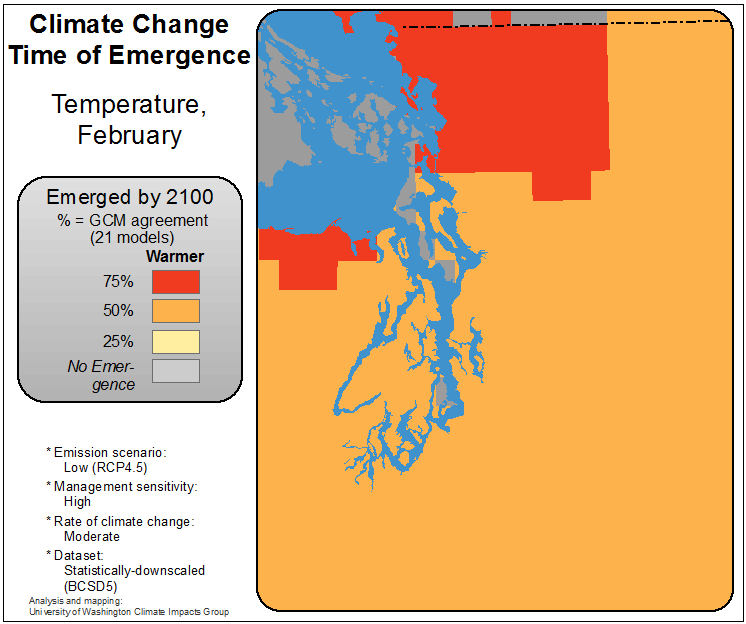 Climate Change
Time of Emergence
Temperature,
February
Emerged by 2100
% = GCM agreement
(21 models)
Warmer
75%
50%
25%
No Emer-
gence
* Emission scenario:
Low (RCP4.5)
* Management sensitivity:
High
* Rate of climate change:
Moderate
* Dataset:
Statistically-downscaled
(BCSD5)
Analysis and mapping:
University of Washington Climate Impacts Group